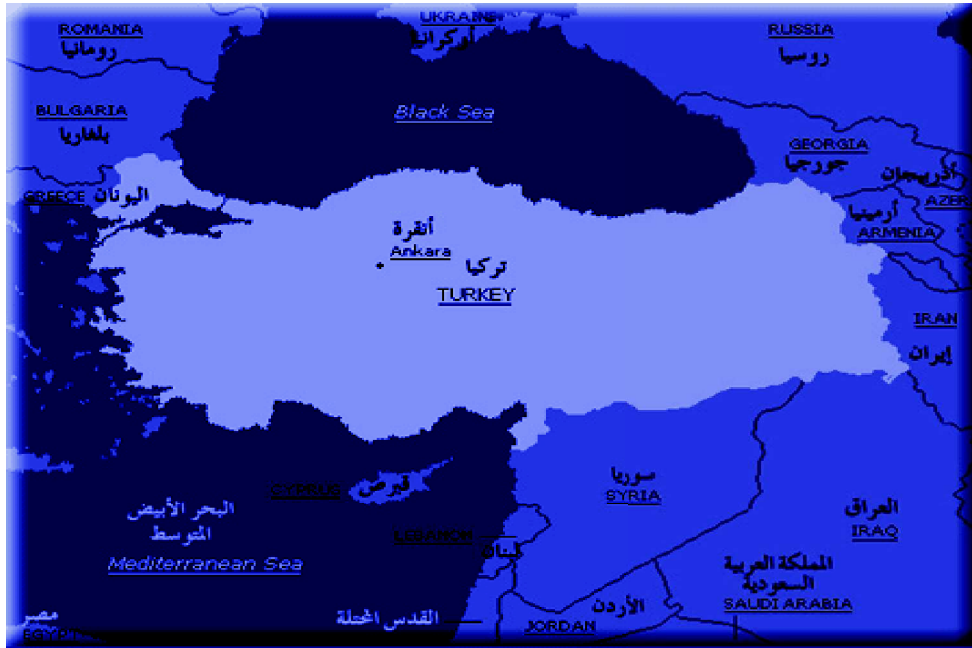 ROMANIA
رومانيا
UKRAINE
أوكرانيا
RUSSIA
روسيا
BULGARIA
بلغاريا
Black Sea
GEORGIA
جورجيا
أذربيجان
AZER
GREECE
اليونان
أرمينيا
ARMENIA
أنقرة
Ankara
تركيا
TURKEY
IRAN
إيران
CYPRUS
قبرص
سوريا
SYRIA
العراق
IRAQ
البحر الأبيض
المتوسط
Mediterranean Sea
LEBANON
لبنان
المملكة العربية
السعودية
SAUDI ARABIA
الأردن
JORDAN
القدس المحتلة
مصر
EGYPT